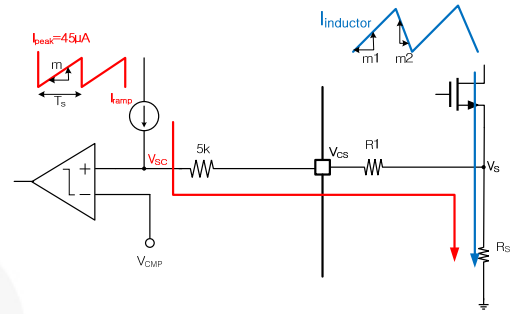 Ipeak=45µA
m
Ts
Iramp
Iinductor
m1
m2
VSC
5k
VCS
R1
VS
+
−
VCMP
RS